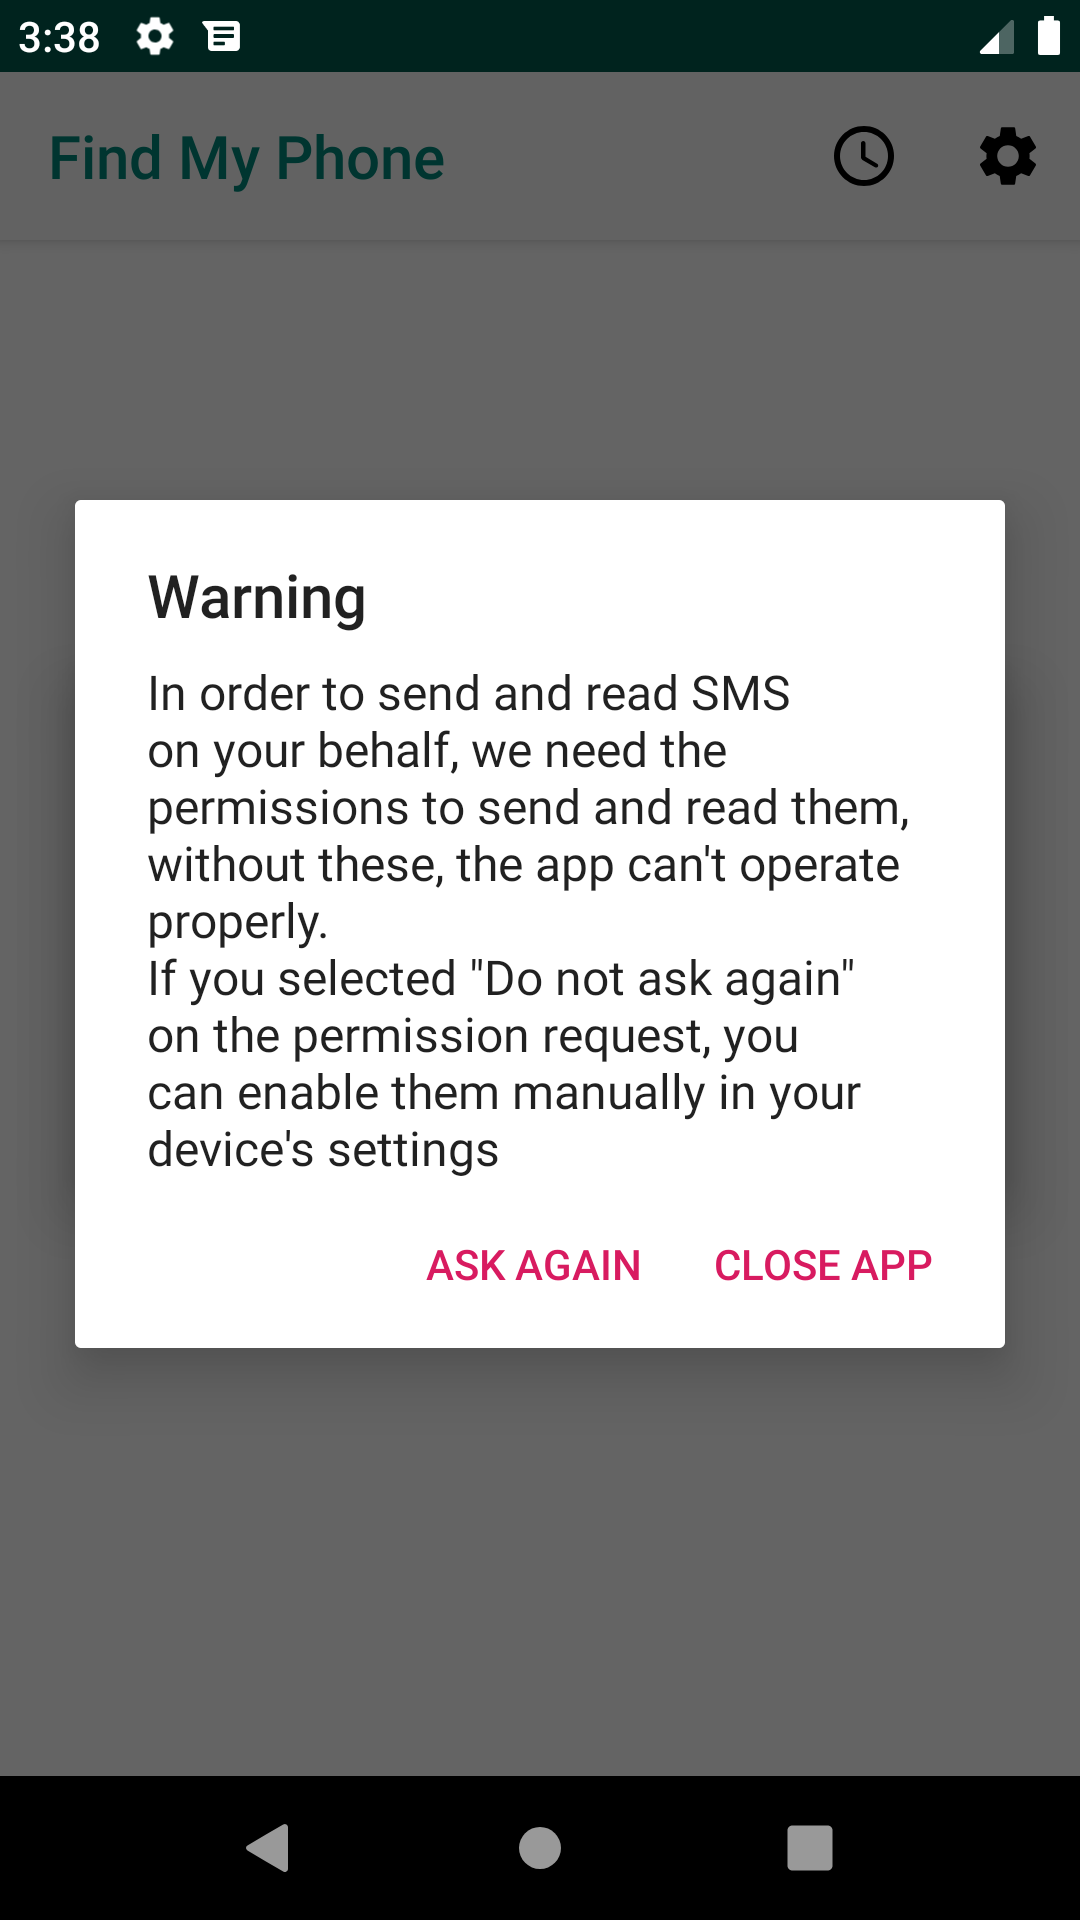 3:38
Find My Phone
Warning
In order to send and read SMS
on your behalf, we need the
permissions to send and read them,
without these, the app can't operate
properly.
If you selected "Do not ask again"
on the permission request, you
can enable them manually in your
device's settings
ASK AGAIN CLOSE APP